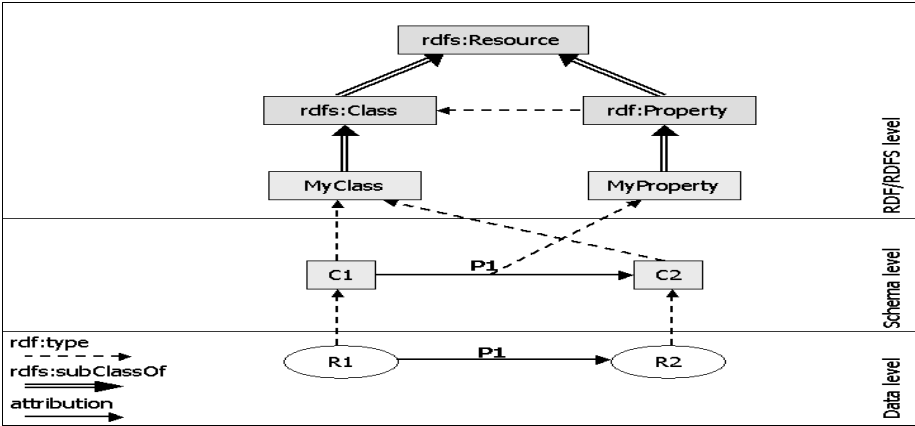 rdfs:Resource
rdfs:Class
rdf:Property
MyClass
MyProperty
RDF/RDFS level
C1
P1
C2
Schema level
rdf:type
rdfs:subClassOf
attribution
R1
P1
R2
Data level